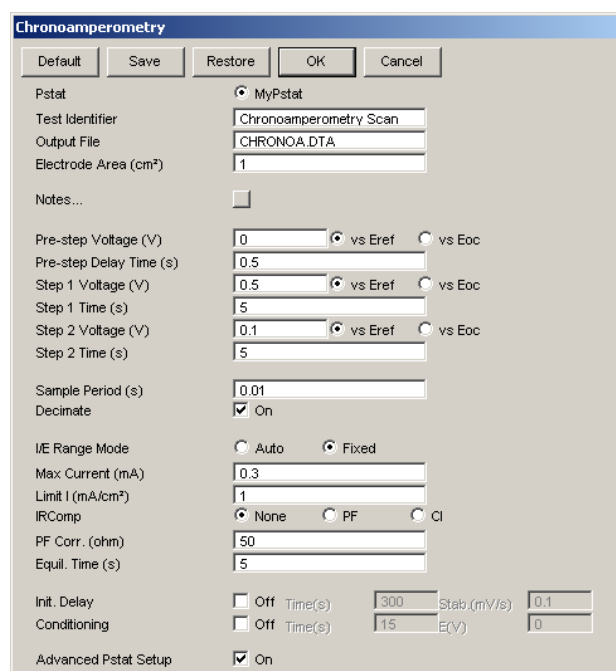 Chronoamperometry
Default Save Restore OK Cancel
Pstat MyPstat
Test Identifier Chronoamperometry Scan
Output File CHRONOA.DTA
Electrode Area (cm²) 1
Notes...
Pre-step Voltage (V) 0 vs Eref vs Eoc
Pre-step Delay Time (s) 0.5
Step 1 Voltage (V) 0.5 vs Eref vs Eoc
Step 1 Time (s) 5
Step 2 Voltage (V) 0.1 vs Eref vs Eoc
Step 2 Time (s) 5
Sample Period (s) 0.01
Decimate On
I/E Range Mode Auto Fixed
Max Current (mA) 0.3
Limit I (mA/cm²) 1
IRComp None PF CI
PF Corr. (ohm) 50
Equil. Time (s) 5
Init. Delay Off Time(s) 300 Stab.(mV/s) 0.1
Conditioning Off Time(s) 15 E(V) 0
Advanced Pstat Setup On